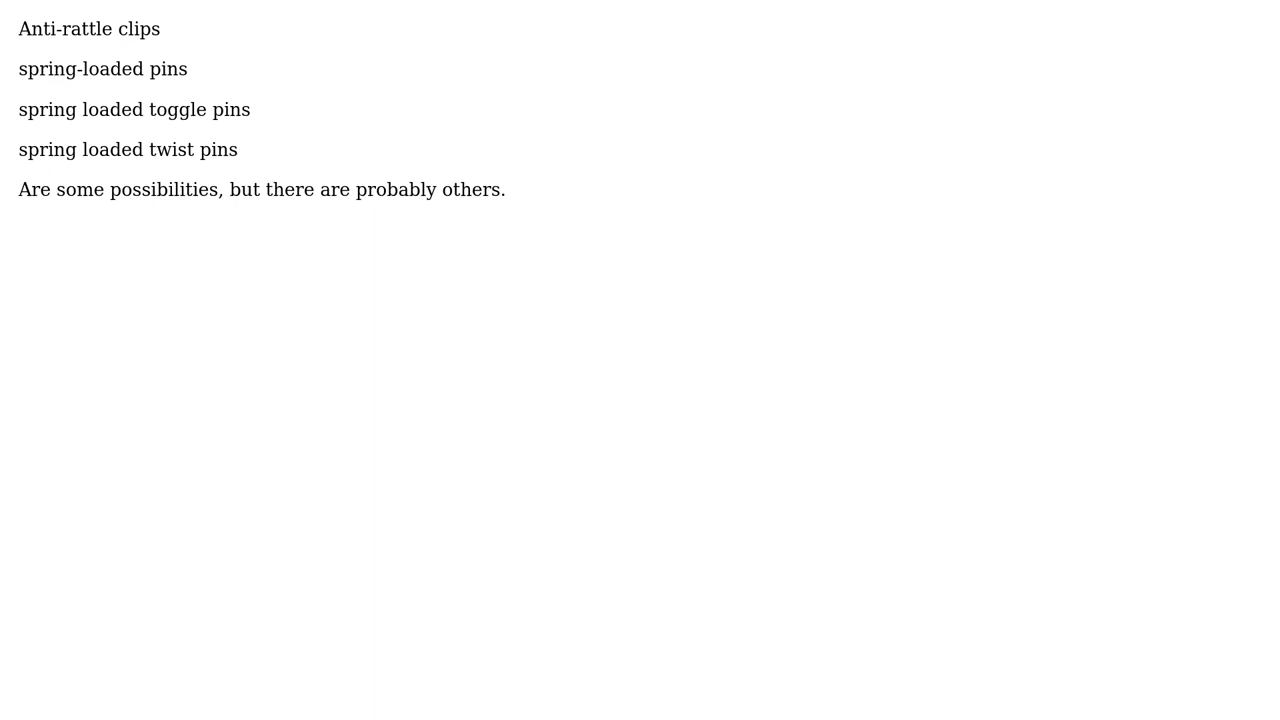 Anti-rattle clips
spring-loaded pins
spring loaded toggle pins
spring loaded twist pins
Are some possibilities, but there are probably others.